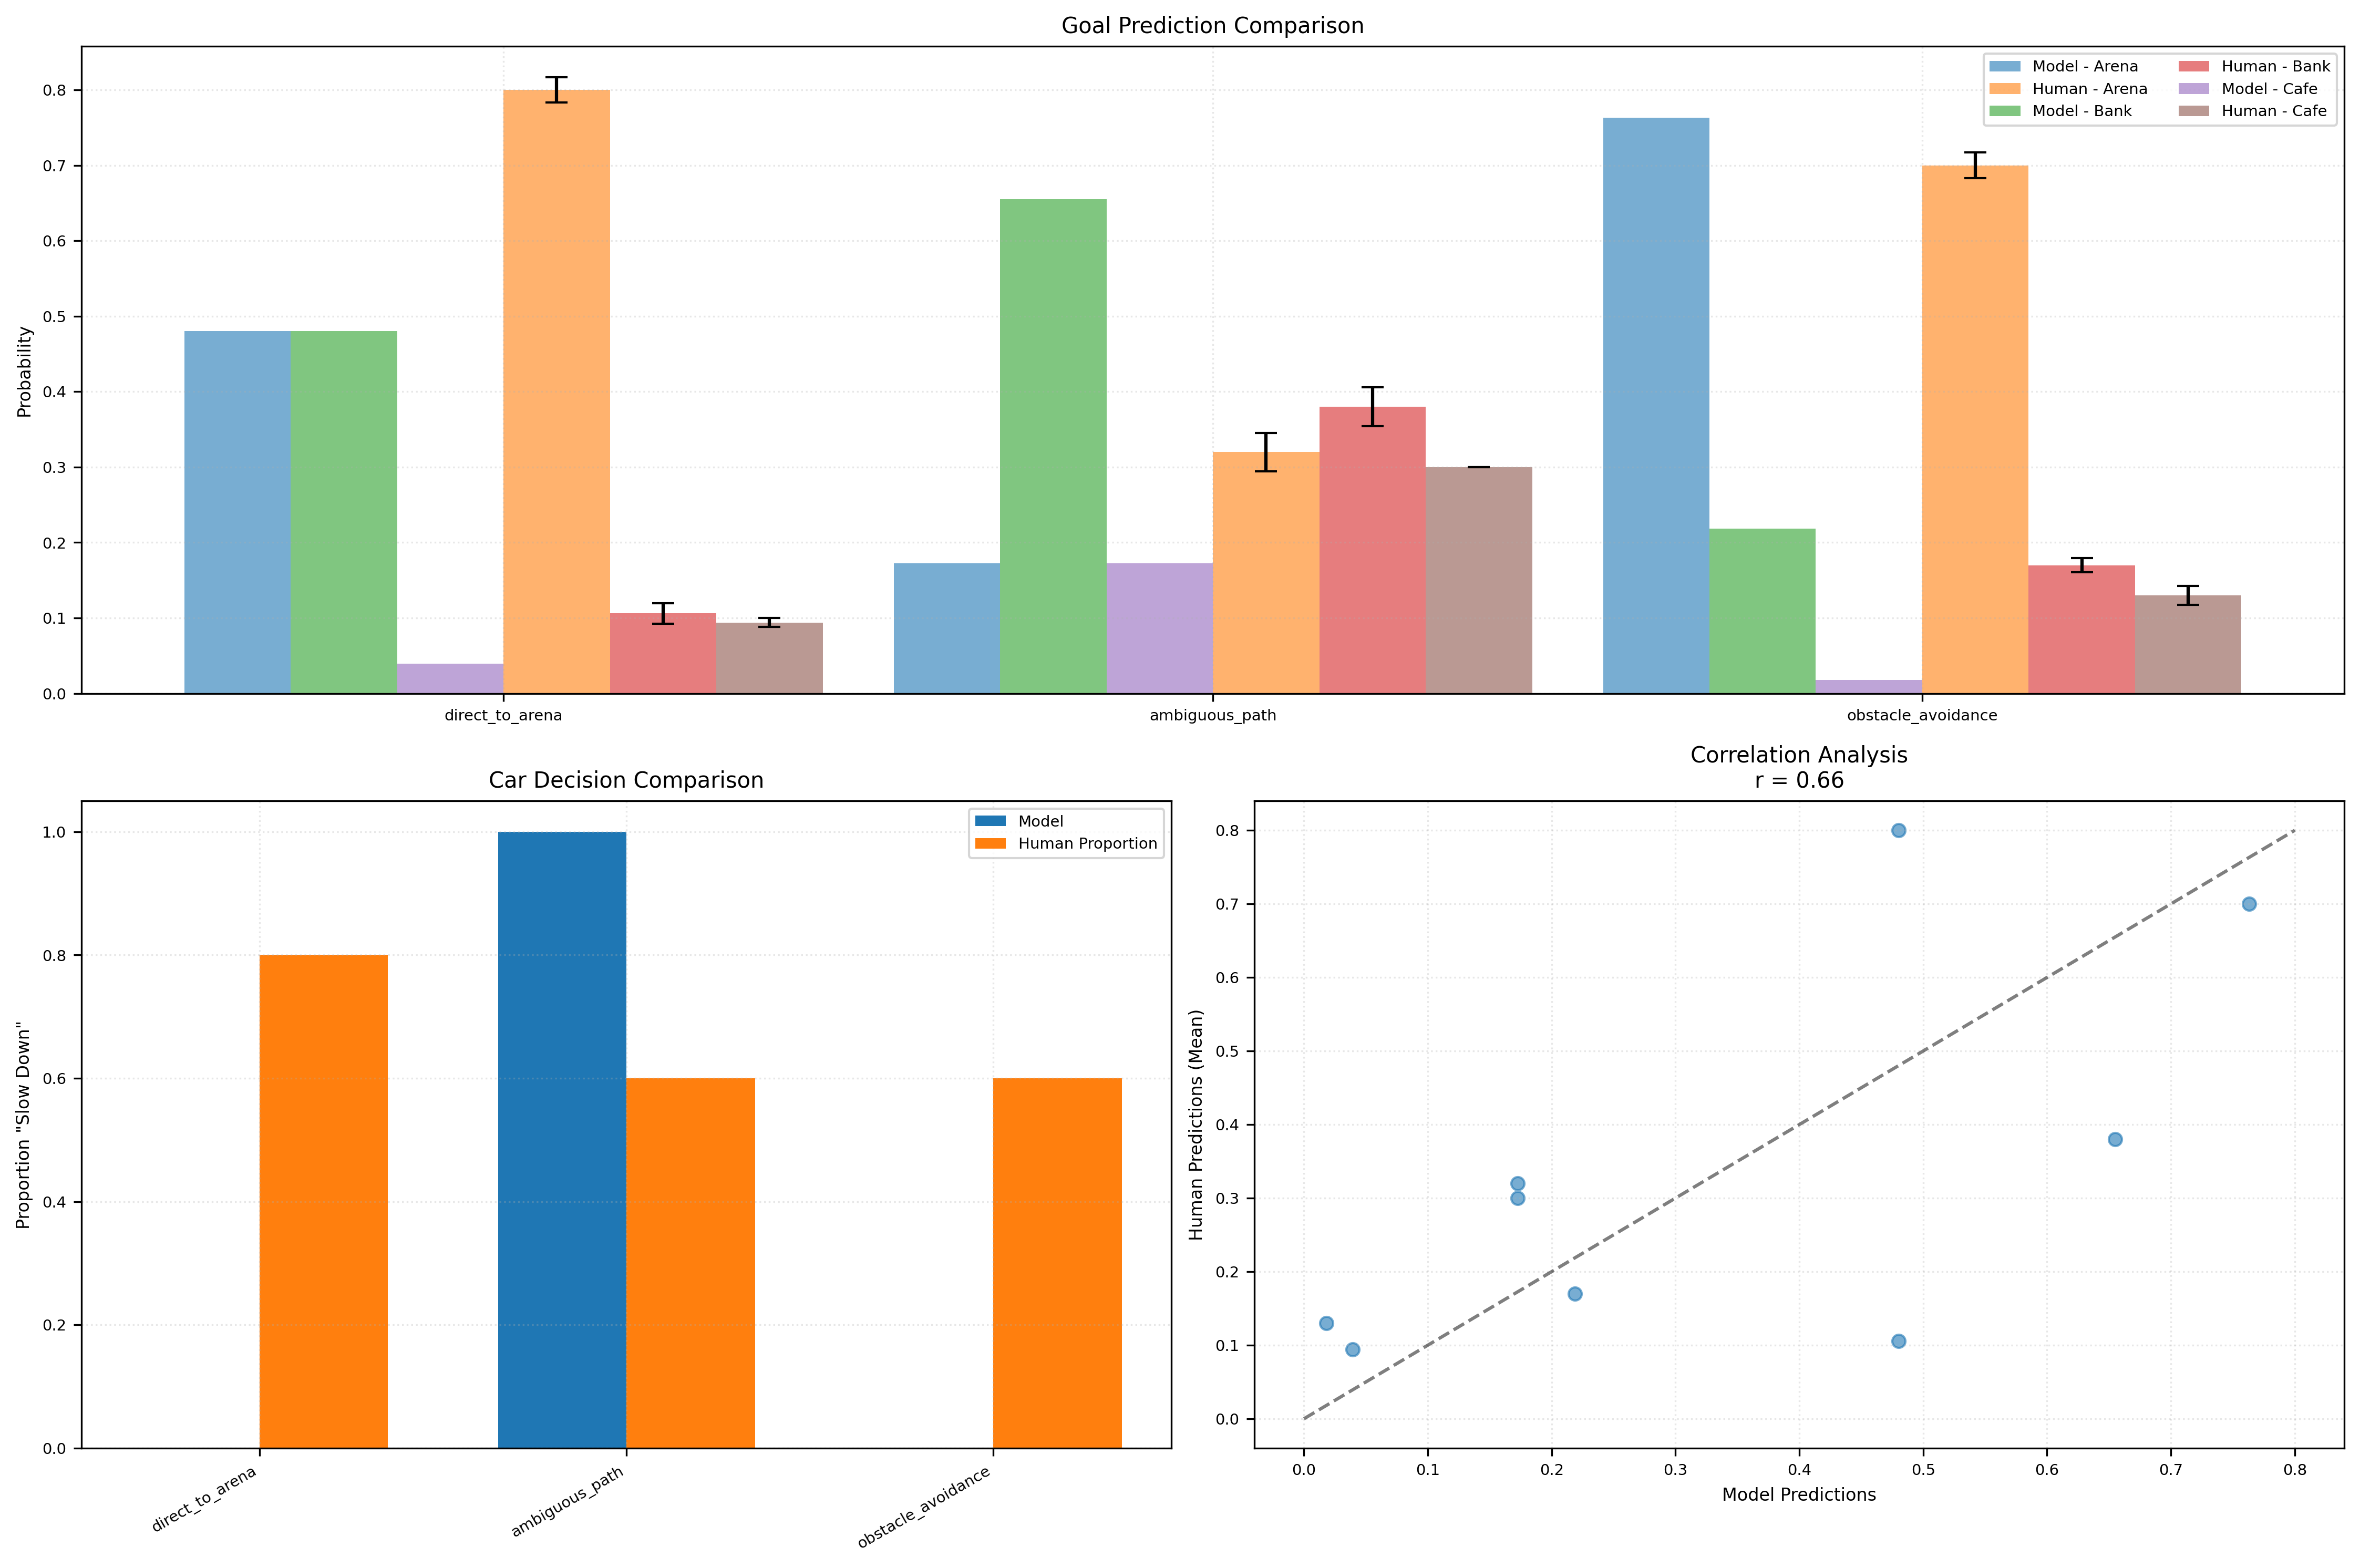 Goal Prediction Comparison
Model - Arena
Human - Arena
Model - Bank
Human - Bank
Model - Cafe
Human - Cafe
Probability
0.8
0.7
0.6
0.5
0.4
0.3
0.2
0.1
0.0
direct_to_arena
ambiguous_path
obstacle_avoidance
Car Decision Comparison
Model
Human Proportion
Proportion "Slow Down"
1.0
0.8
0.6
0.4
0.2
0.0
direct_to_arena
ambiguous_path
obstacle_avoidance
Correlation Analysis
r = 0.66
Human Predictions (Mean)
0.8
0.7
0.6
0.5
0.4
0.3
0.2
0.1
0.0
0.0
0.1
0.2
0.3
0.4
0.5
0.6
0.7
0.8
Model Predictions